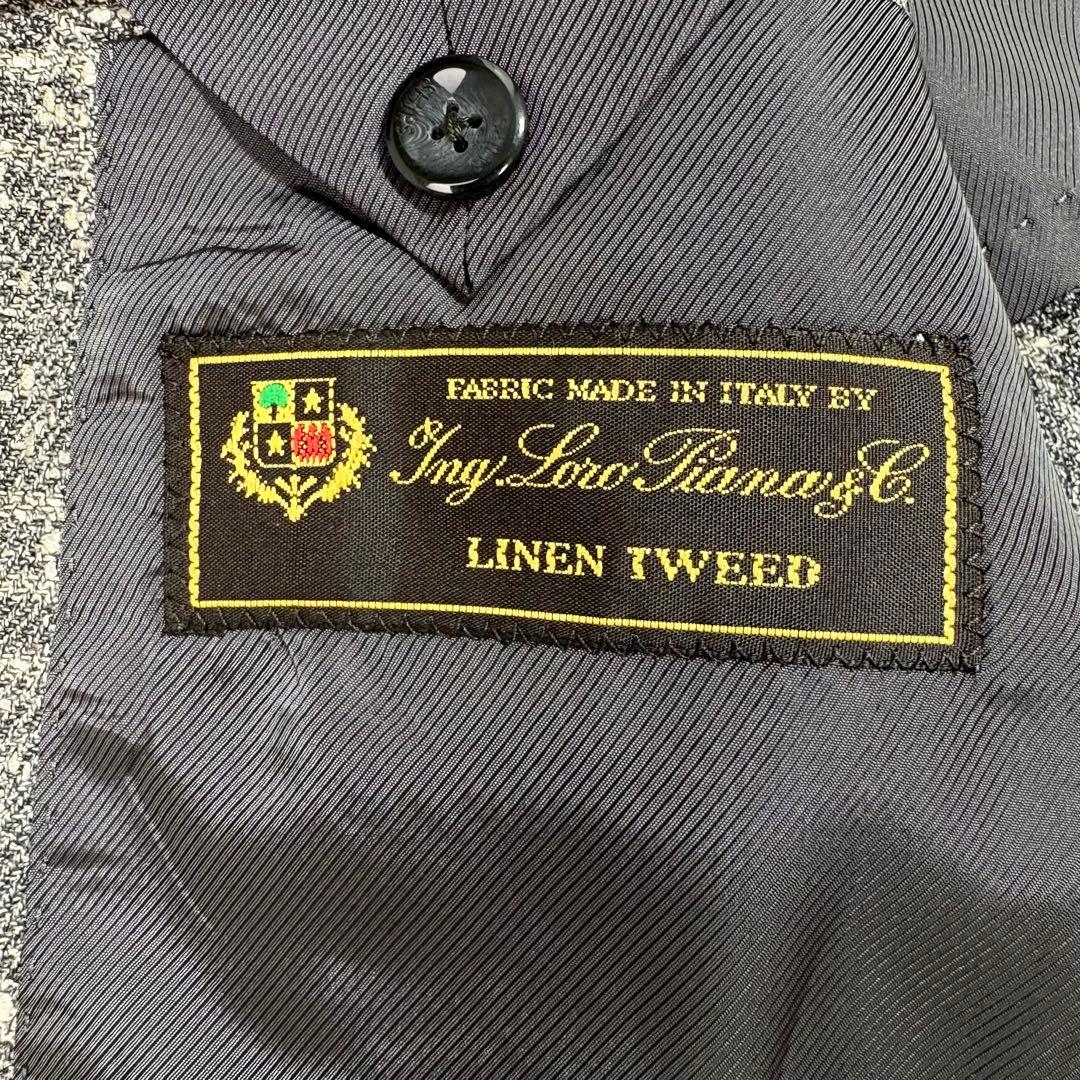 FABRIC MADE IN ITALY BY
Ing. Loro Piana & C.
LINEN TWEED